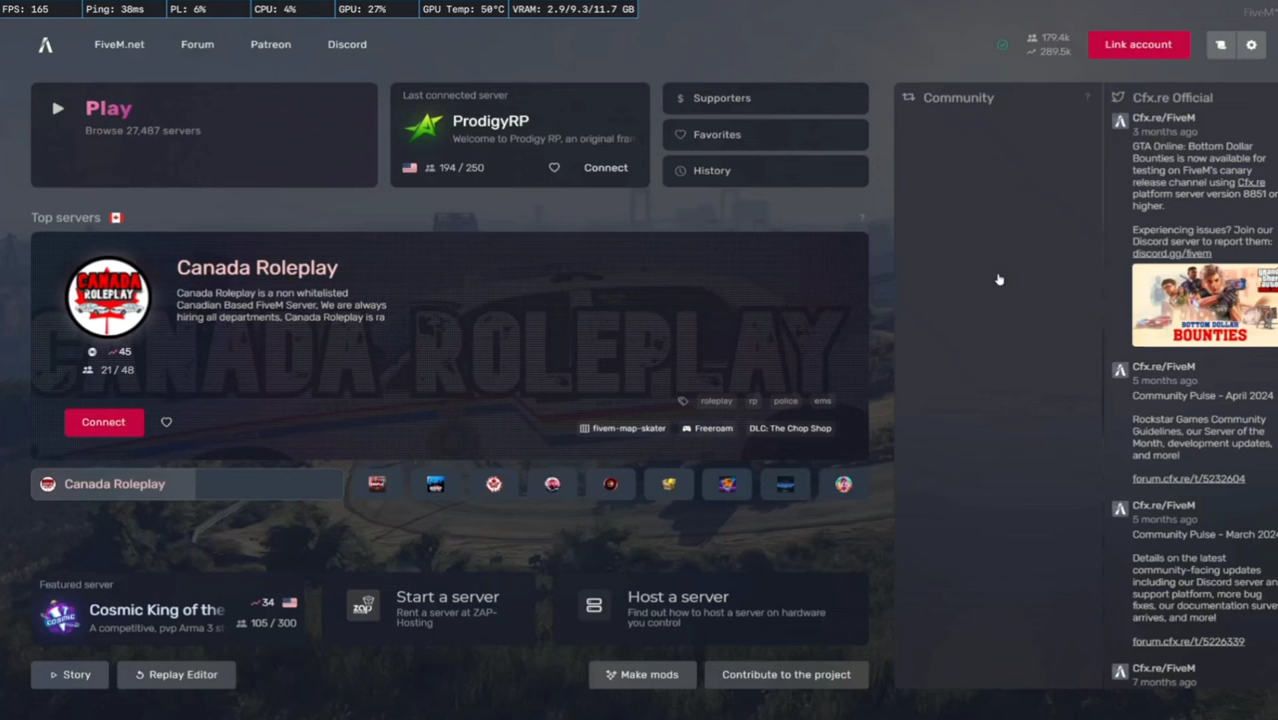 FPS: 165 Ping: 38ms PL: 6% CPU: 4% GPU: 27% GPU Temp: 50°C VRAM: 2.9/9.3/11.7 GB
FiveM
FiveM.net Forum Patreon Discord
179.4k
289.5k
Link account
Play
Browse 27,487 servers
Last connected server
ProdigyRP
Welcome to Prodigy RP, an original fram
194 / 250
Connect
$ Supporters
Favorites
History
Top servers
?
CANADA ROLEPLAY
CANADA
ROLEPLAY
Canada Roleplay
Canada Roleplay is a non whitelisted
Canadian Based FiveM Server, We are always
hiring all departments, Canada Roleplay is ra
45
21 / 48
Connect
roleplay rp police ems
fivem-map-skater Freeroam DLC: The Chop Shop
Canada Roleplay
Featured server
Cosmic King of the
A competitive, pvp Arma 3 st
34
105 / 300
COSMIC
ZAP
Start a server
Rent a server at ZAP-
Hosting
Host a server
Find out how to host a server on hardware
you control
Story
Replay Editor
Make mods
Contribute to the project
Community
?
Cfx.re Official
Cfx.re/FiveM
3 months ago
GTA Online: Bottom Dollar
Bounties is now available for
testing on FiveM's canary
release channel using Cfx.re
platform server version 8851 or
higher.
Experiencing issues? Join our
Discord server to report them:
discord.gg/fivem
BOTTOM DOLLAR
BOUNTIES
Cfx.re/FiveM
5 months ago
Community Pulse - April 2024
Rockstar Games Community
Guidelines, our Server of the
Month, development updates,
and more!
forum.cfx.re/t/5232604
Cfx.re/FiveM
5 months ago
Community Pulse - March 2024
Details on the latest
community-facing updates
including our Discord server an
support platform, more bug
fixes, our documentation surve
arrives, and more!
forum.cfx.re/t/5226339
Cfx.re/FiveM
7 months ago